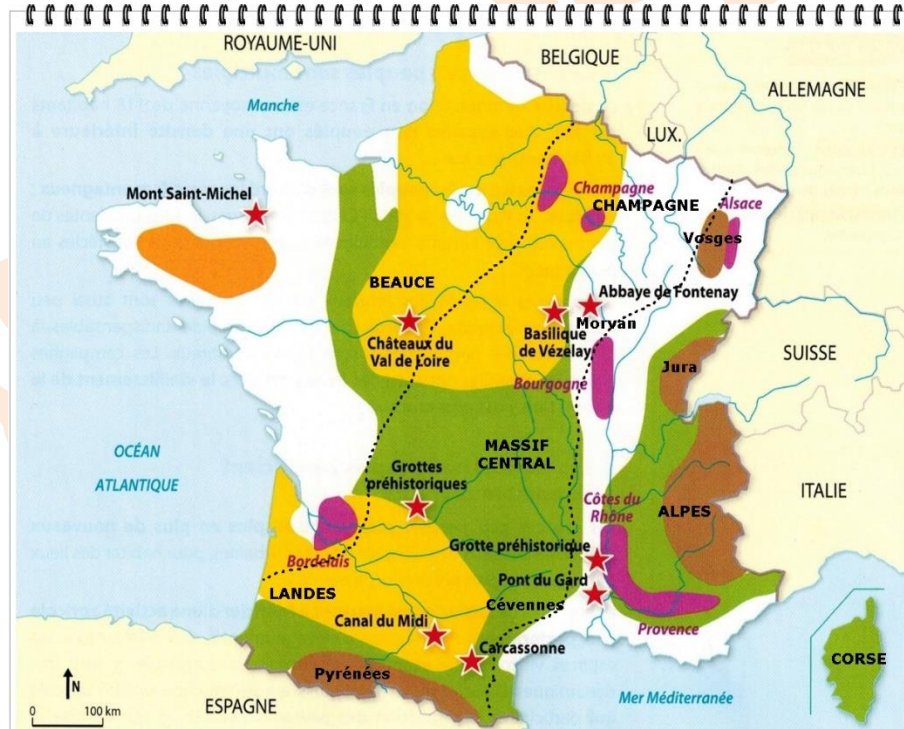 ROYAUME-UNI
BELGIQUE
ALLEMAGNE
Manche
LUX.
Mont Saint-Michel
Champagne
CHAMPAGNE
Alsace
Vosges
BEAUCE
Abbaye de Fontenay
Morvan
Châteaux du
Val de Loire
Basilique
de Vézelay
SUISSE
Bourgogne
Jura
OCÉAN
ATLANTIQUE
MASSIF
CENTRAL
Grottes
préhistoriques
ITALIE
Côtes du
Rhône
ALPES
Grotte préhistorique
Bordelais
Pont du Gard
LANDES
Cévennes
Canal du Midi
Provence
Carcassonne
CORSE
Pyrénées
N
Mer Méditerranée
0 100 km
ESPAGNE